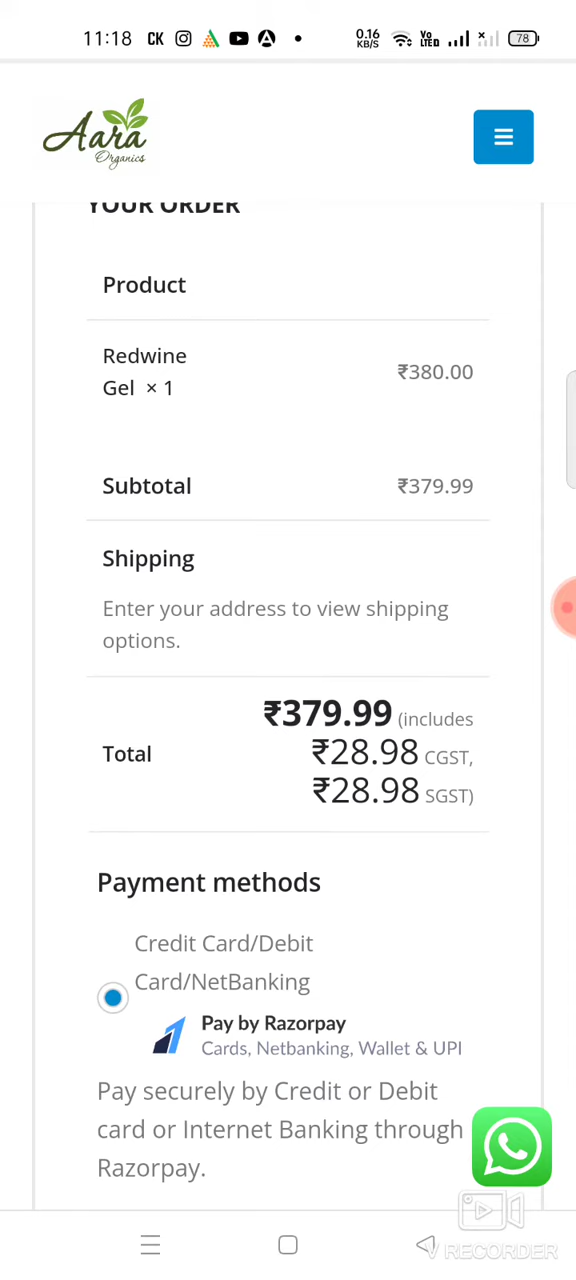 11:18 CK 0.16 KB/S Vo LTED 78
Aara
Organics
YOUR ORDER
Product
Redwine
Gel × 1
₹380.00
Subtotal ₹379.99
Shipping
Enter your address to view shipping
options.
Total
₹379.99 (includes
₹28.98 CGST,
₹28.98 SGST)
Payment methods
Credit Card/Debit
Card/NetBanking
Pay by Razorpay
Cards, Netbanking, Wallet & UPI
Pay securely by Credit or Debit
card or Internet Banking through
Razorpay.
V RECORDER